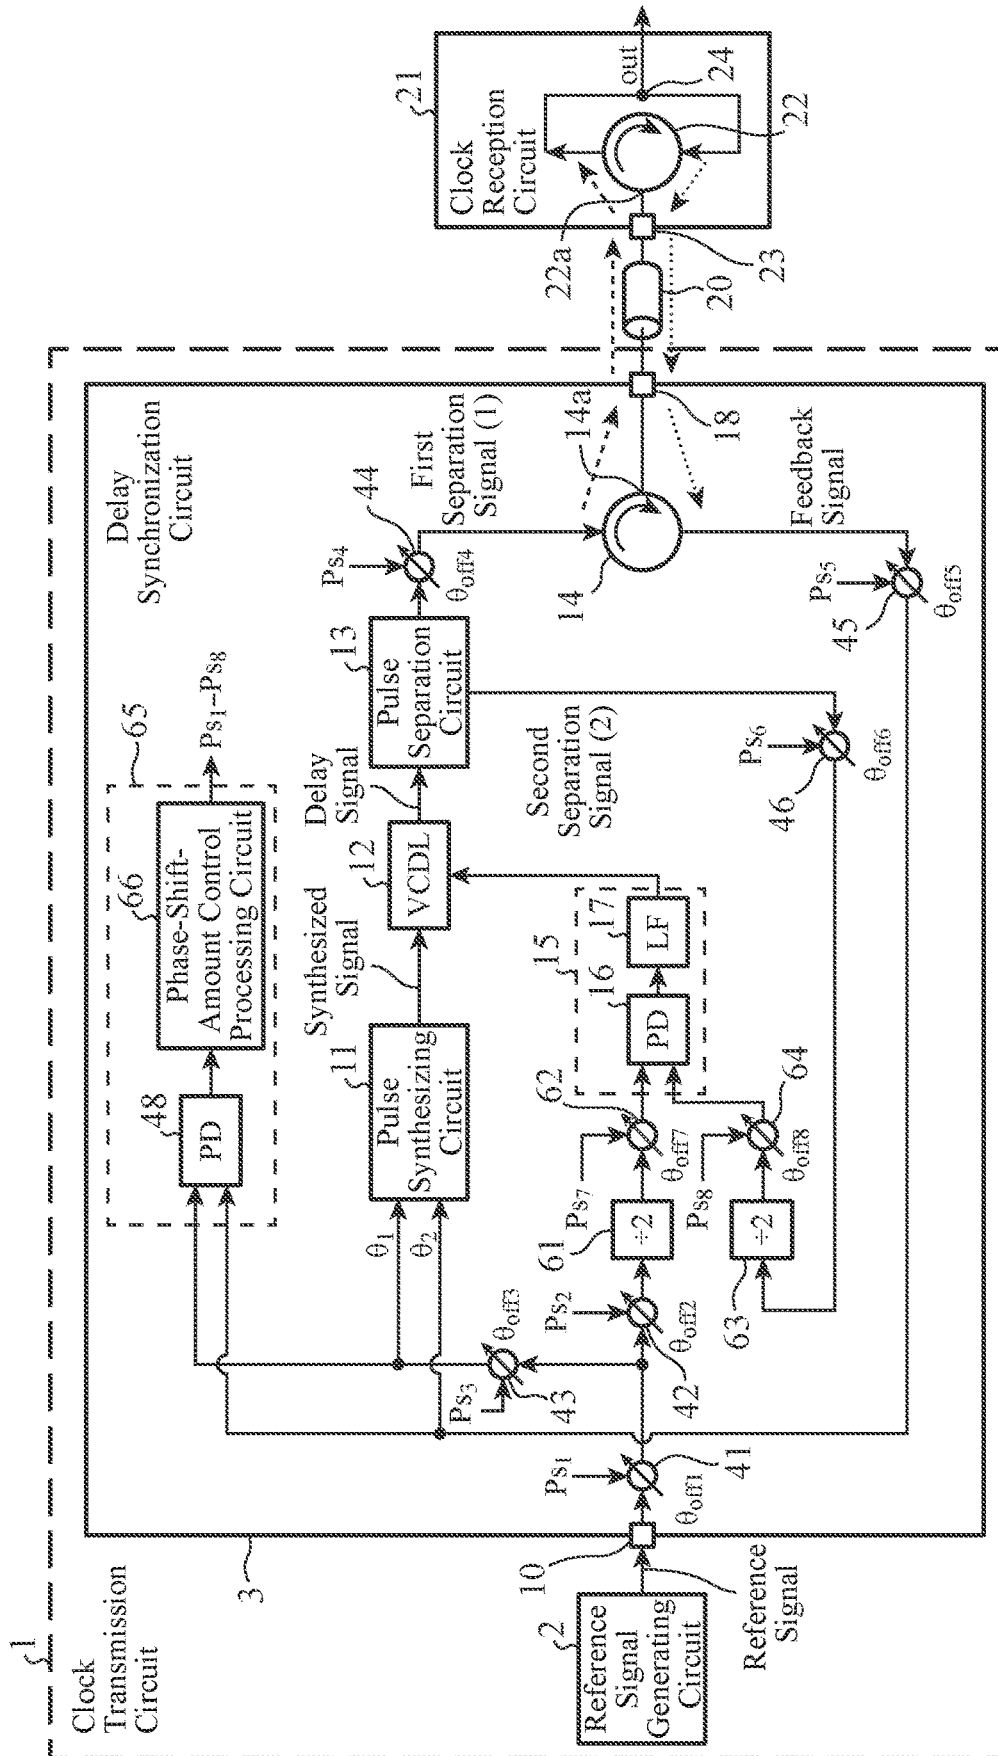 1
Clock
Transmission
Circuit
2
Reference
Signal
Generating
Circuit
Reference
Signal
10
3
Delay
Synchronization
Circuit
Ps1
θoff1
41
Ps3
θoff3
43
Ps2
θoff2
42
61
÷2
63
÷2
Ps7
θoff7
62
Ps8
θoff8
64
θ1
θ2
11
Pulse
Synthesizing
Circuit
Synthesized
Signal
12
VCDL
Delay
Signal
13
Pulse
Separation
Circuit
15
16
PD
17
LF
48
PD
66
Phase-Shift-
Amount Control
Processing Circuit
65
Ps1–Ps8
Second
Separation
Signal (2)
Ps6
θoff6
46
Ps4
θoff4
44
First
Separation
Signal (1)
14
14a
Feedback
Signal
Ps5
θoff5
45
18
20
21
Clock
Reception
Circuit
22a
23
22
24
out